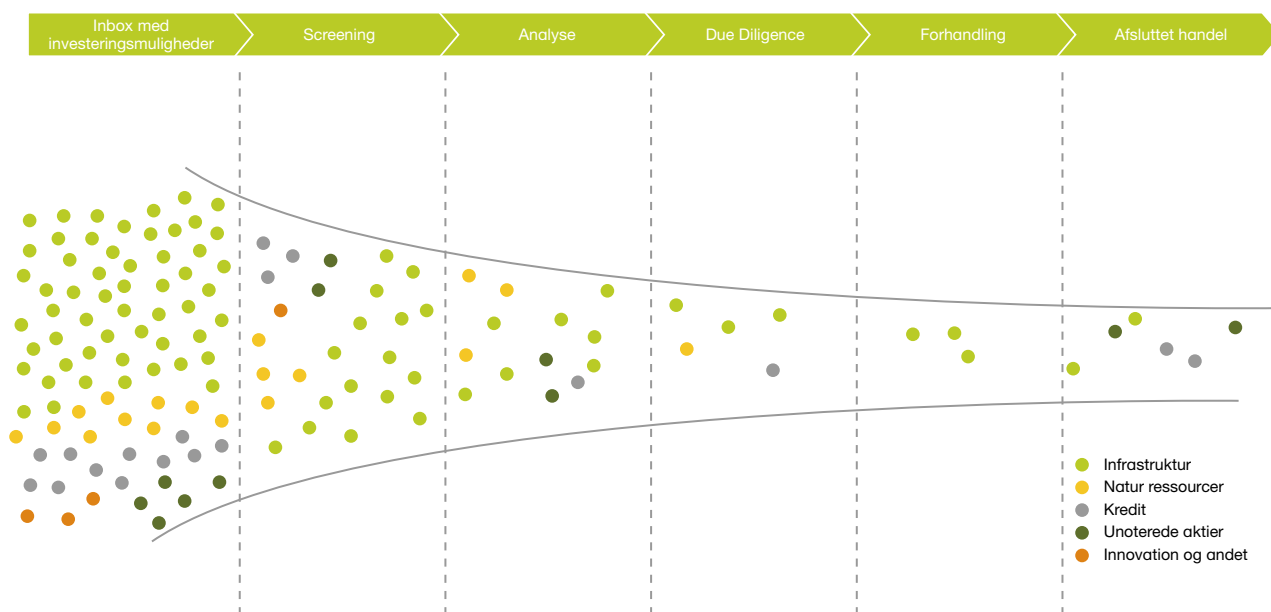 Inbox med
investeringsmuligheder
Screening
Analyse
Due Diligence
Forhandling
Afsluttet handel
Infrastruktur
Natur ressourcer
Kredit
Unoterede aktier
Innovation og andet